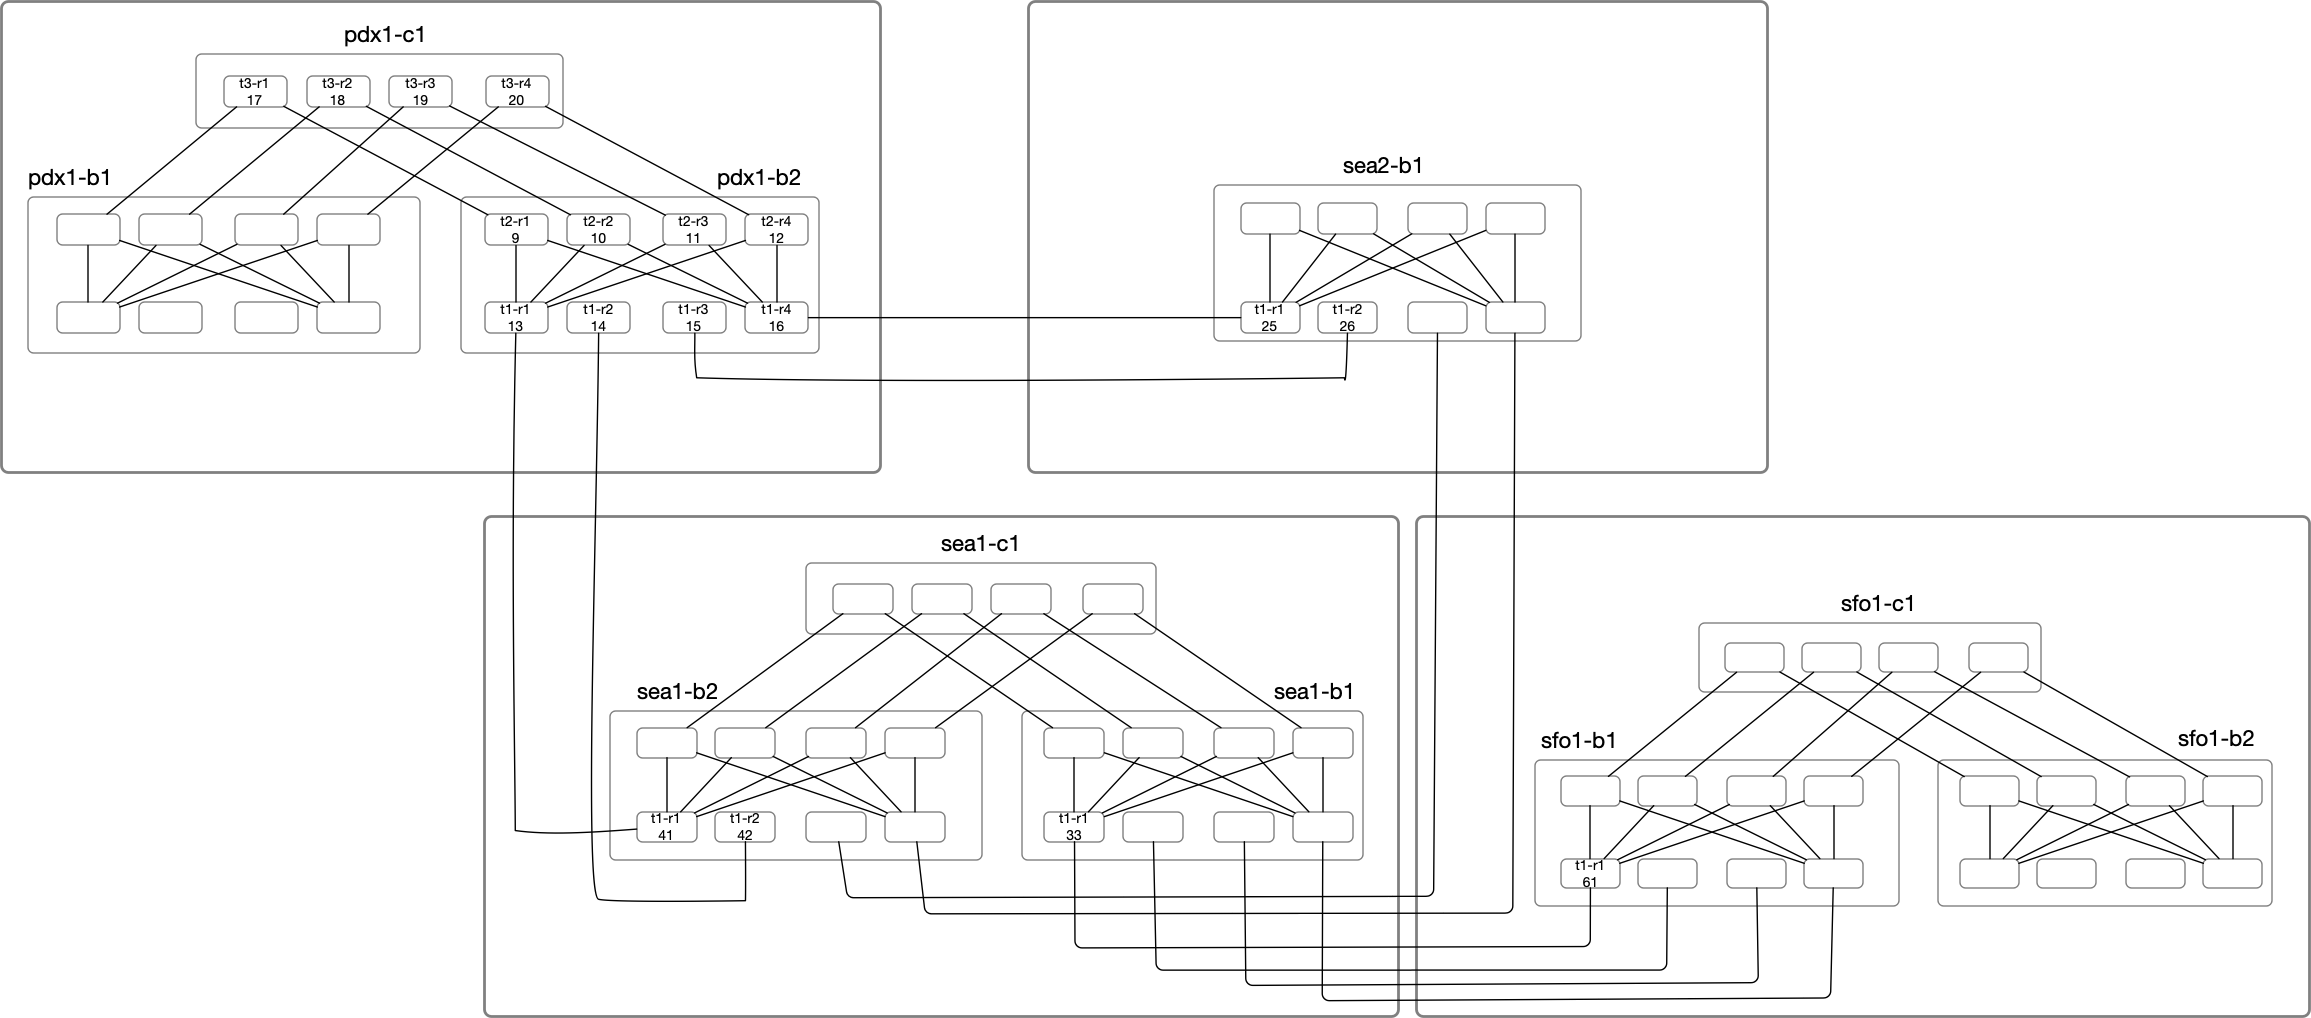 pdx1-c1
t3-r1
17
t3-r2
18
t3-r3
19
t3-r4
20
pdx1-b1
pdx1-b2
t2-r1
9
t2-r2
10
t2-r3
11
t2-r4
12
t1-r1
13
t1-r2
14
t1-r3
15
t1-r4
16
sea2-b1
t1-r1
25
t1-r2
26
sea1-c1
sea1-b2
sea1-b1
t1-r1
41
t1-r2
42
t1-r1
33
sfo1-c1
sfo1-b1
sfo1-b2
t1-r1
61